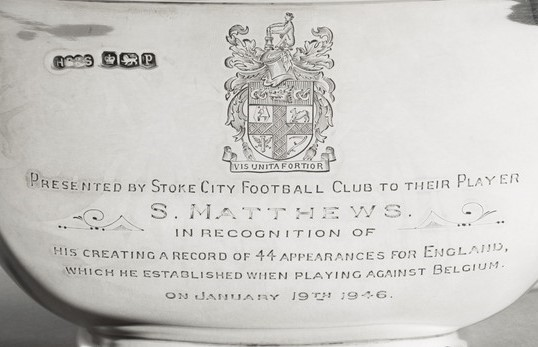 P
VIS UNITA FORTIOR
PRESENTED BY STOKE CITY FOOTBALL CLUB TO THEIR PLAYER
S. MATTHEWS.
IN RECOGNITION OF
HIS CREATING A RECORD OF 44 APPEARANCES FOR ENGLAND,
WHICH HE ESTABLISHED WHEN PLAYING AGAINST BELGIUM.
ON JANUARY 19TH 1946.